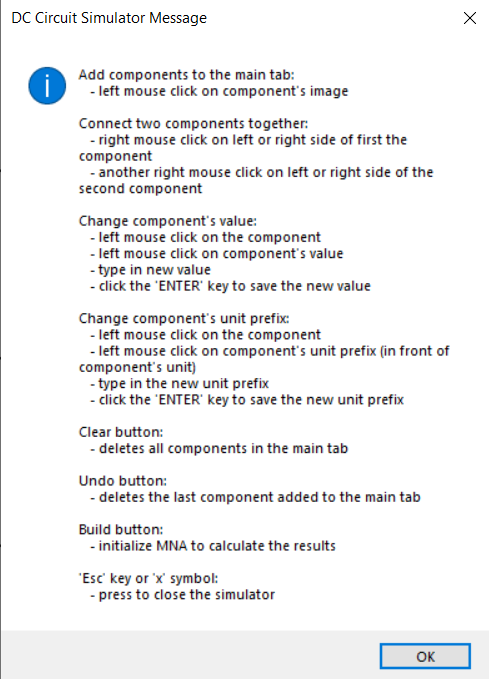 DC Circuit Simulator Message
Add components to the main tab:
- left mouse click on component's image
Connect two components together:
- right mouse click on left or right side of first the
component
- another right mouse click on left or right side of the
second component
Change component's value:
- left mouse click on the component
- left mouse click on component's value
- type in new value
- click the 'ENTER' key to save the new value
Change component's unit prefix:
- left mouse click on the component
- left mouse click on component's unit prefix (in front of
component's unit)
- type in the new unit prefix
- click the 'ENTER' key to save the new unit prefix
Clear button:
- deletes all components in the main tab
Undo button:
- deletes the last component added to the main tab
Build button:
- initialize MNA to calculate the results
'Esc' key or 'x' symbol:
- press to close the simulator
OK